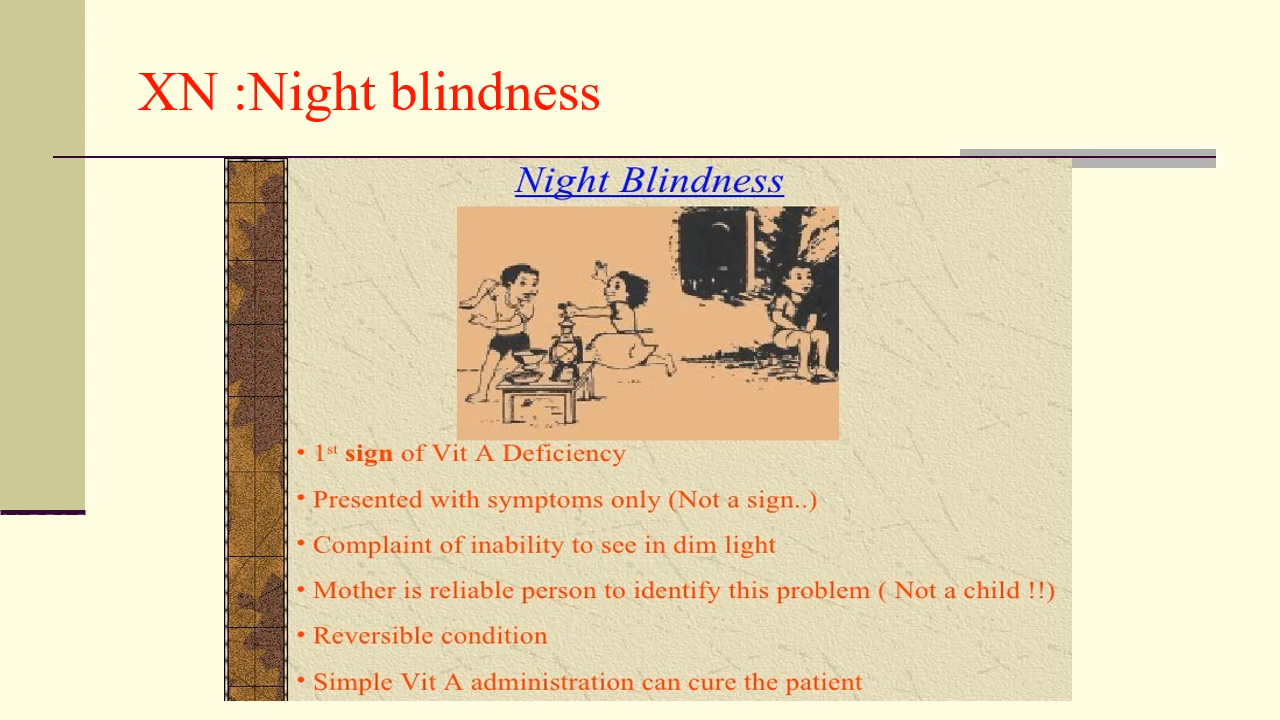 XN :Night blindness
Night Blindness
• 1st sign of Vit A Deficiency
• Presented with symptoms only (Not a sign..)
• Complaint of inability to see in dim light
• Mother is reliable person to identify this problem ( Not a child !!)
• Reversible condition
• Simple Vit A administration can cure the patient